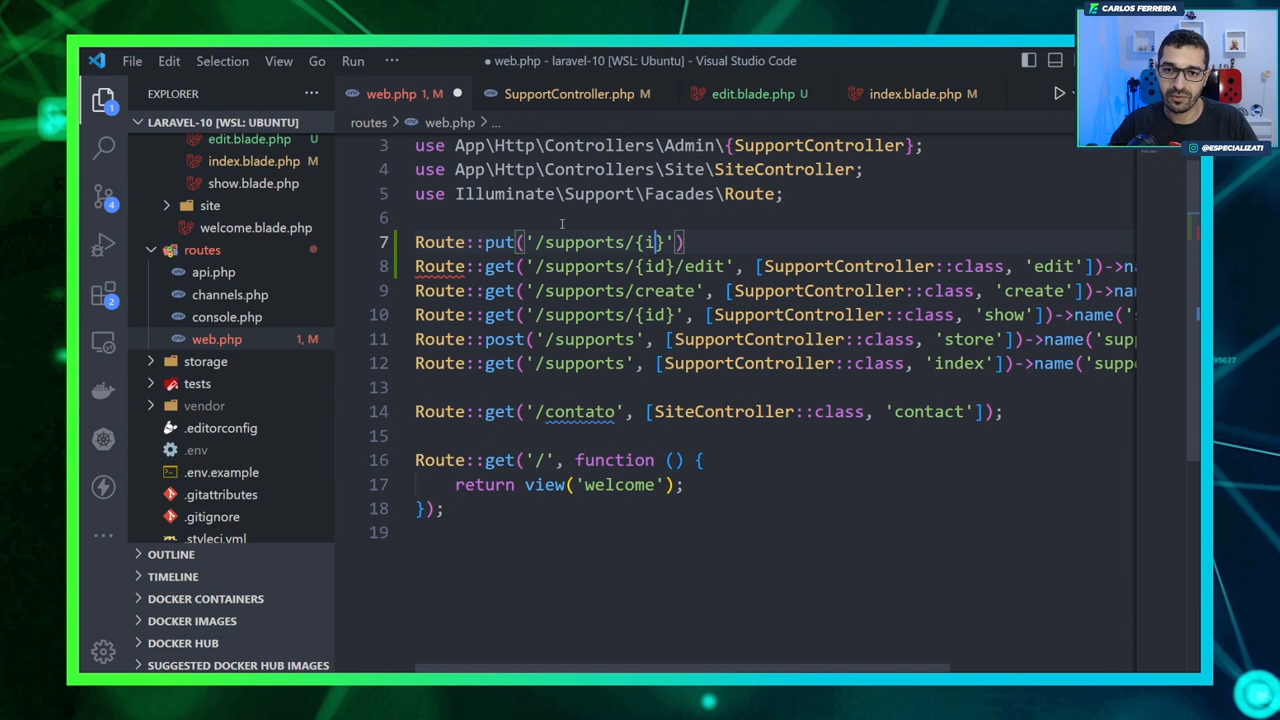 CARLOS FERREIRA
@ESPECIALIZATI
File Edit Selection View Go Run ···
● web.php - laravel-10 [WSL: Ubuntu] - Visual Studio Code
EXPLORER ···
web.php 1, M ●
SupportController.php M
edit.blade.php U
index.blade.php M
LARAVEL-10 [WSL: UBUNTU]
edit.blade.php U
index.blade.php M
show.blade.php
site
welcome.blade.php
routes
api.php
channels.php
console.php
web.php 1, M
storage
tests
vendor
.editorconfig
.env
.env.example
.gitattributes
.gitignore
.styleci.yml
OUTLINE
TIMELINE
DOCKER CONTAINERS
DOCKER IMAGES
DOCKER HUB
SUGGESTED DOCKER HUB IMAGES
1
4
2
routes > web.php > ...
3 use App\Http\Controllers\Admin\{SupportController};
4 use App\Http\Controllers\Site\SiteController;
5 use Illuminate\Support\Facades\Route;
6
7 Route::put('/supports/{i}')
8 Route::get('/supports/{id}/edit', [SupportController::class, 'edit'])->na
9 Route::get('/supports/create', [SupportController::class, 'create'])->na
10 Route::get('/supports/{id}', [SupportController::class, 'show'])->name('s
11 Route::post('/supports', [SupportController::class, 'store'])->name('supp
12 Route::get('/supports', [SupportController::class, 'index'])->name('suppo
13
14 Route::get('/contato', [SiteController::class, 'contact']);
15
16 Route::get('/', function () {
17 return view('welcome');
18 });
19